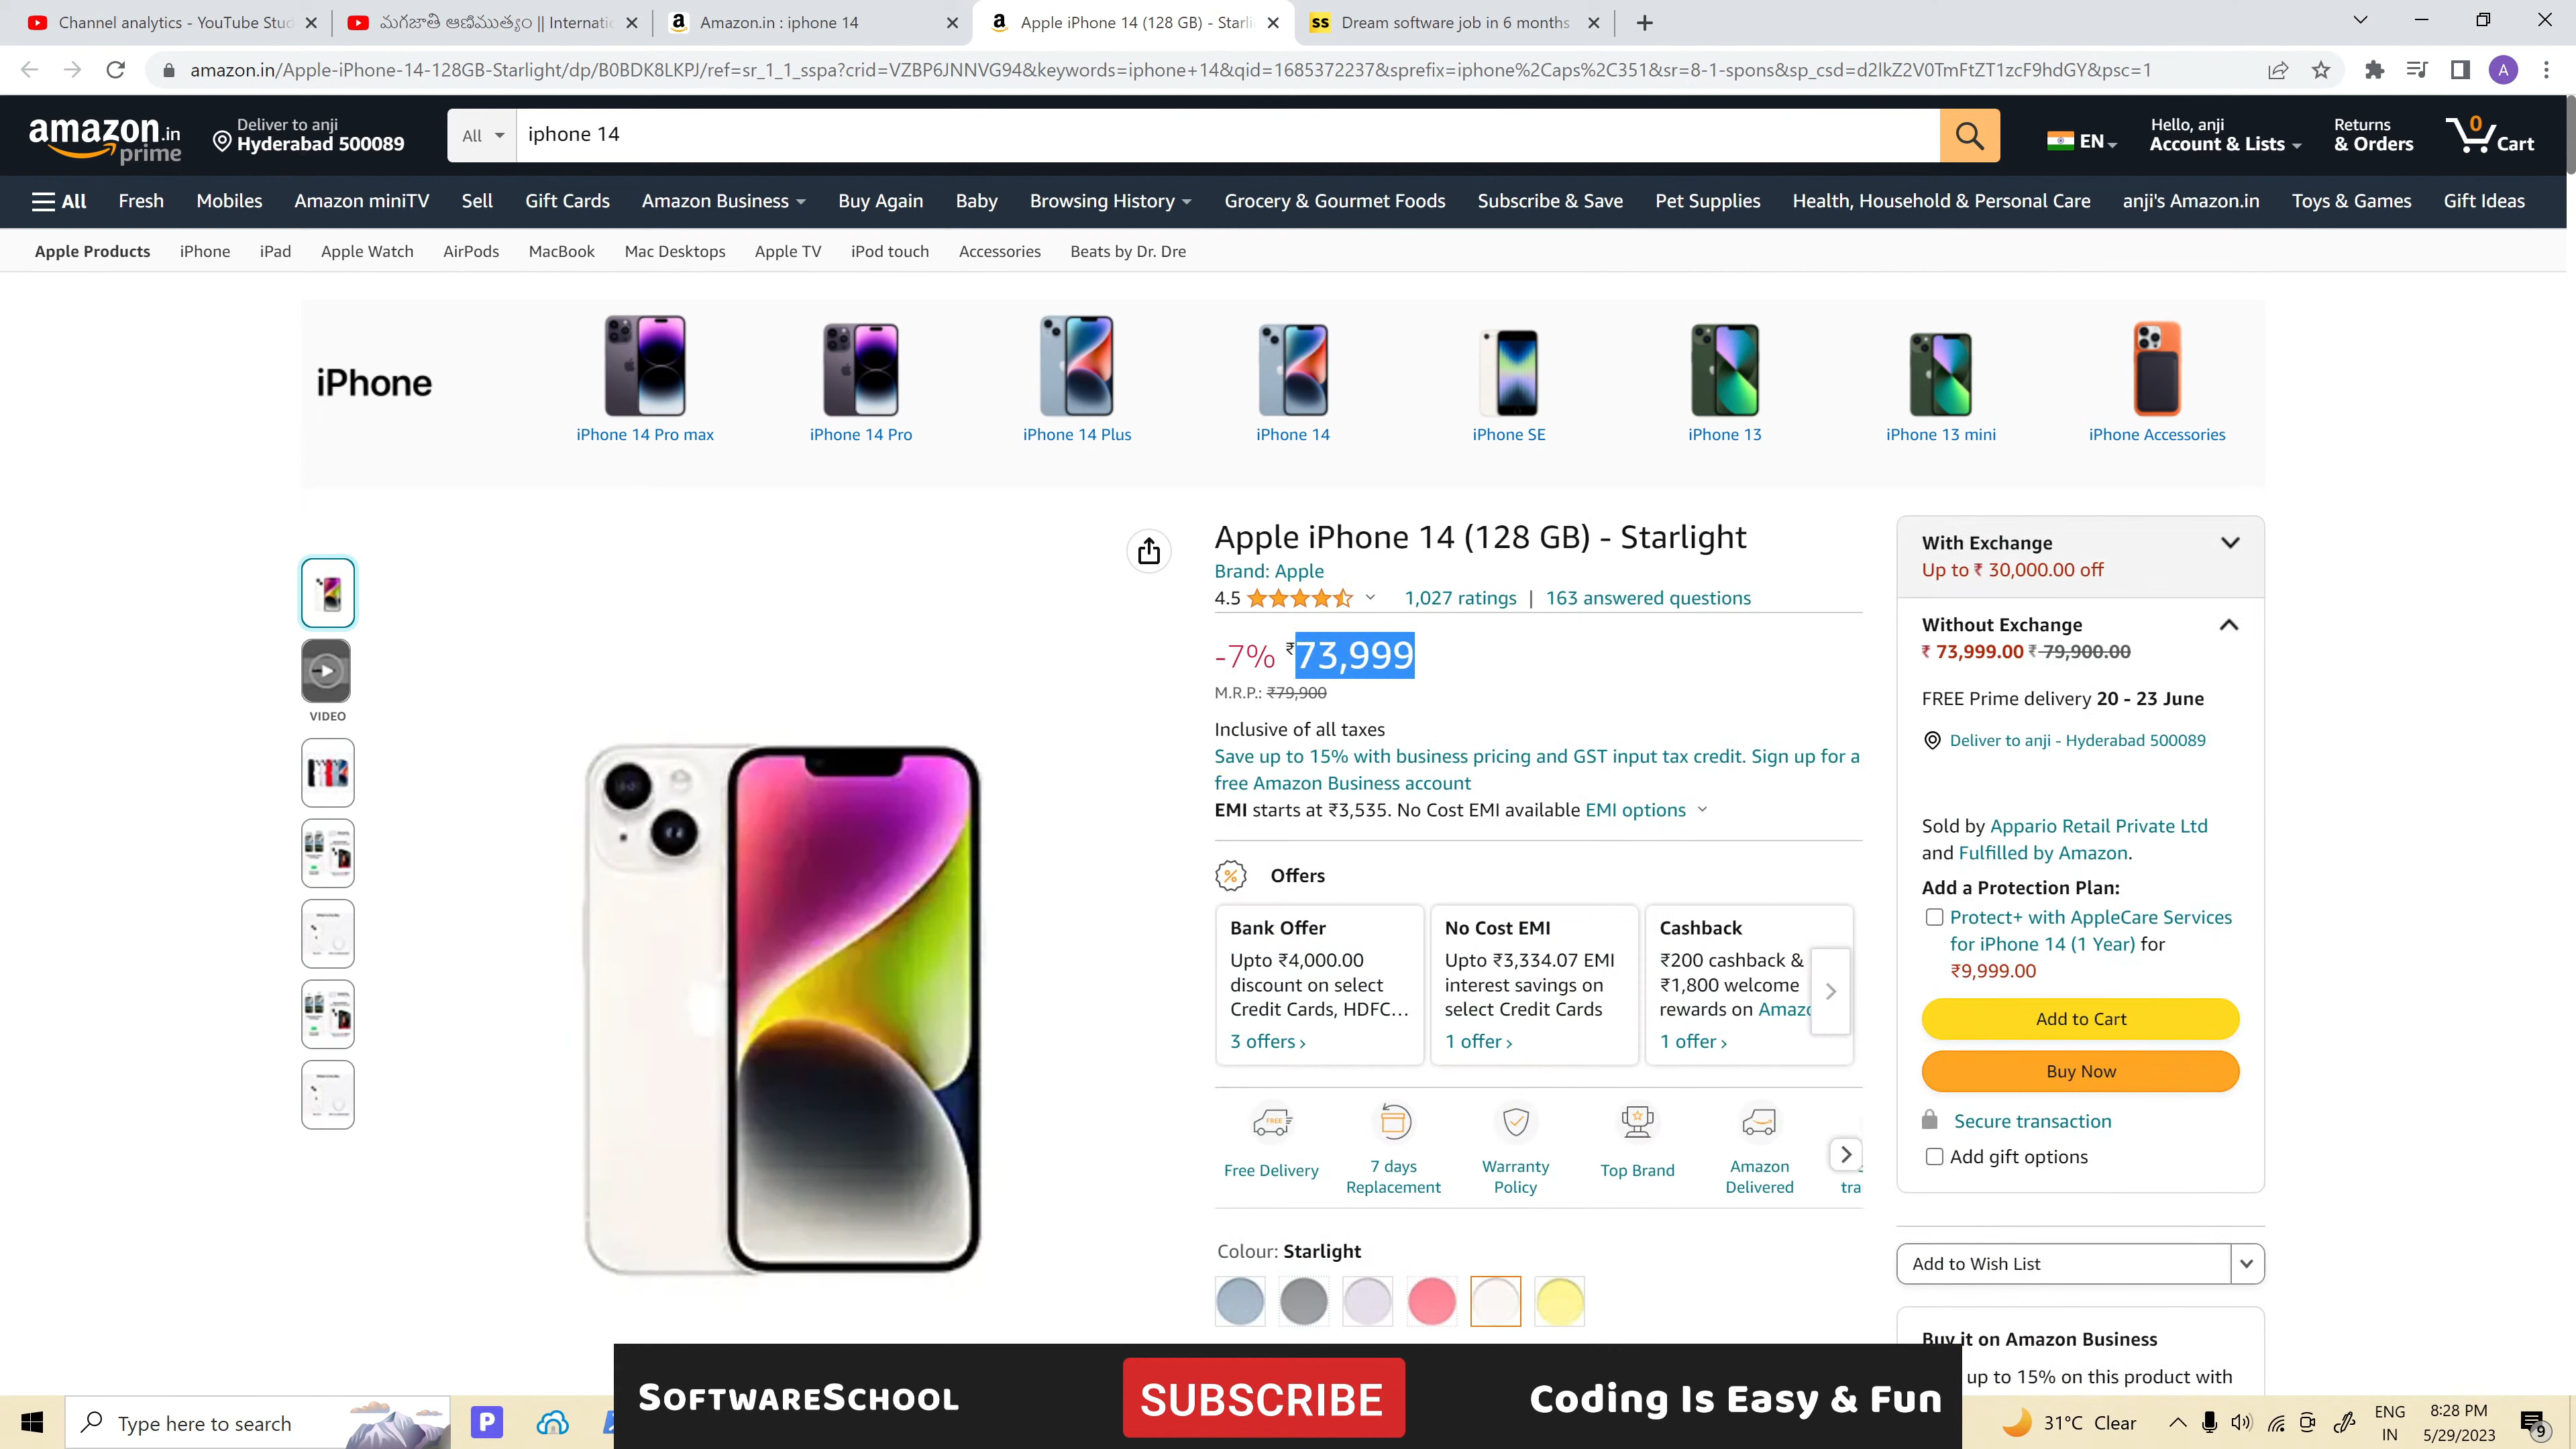 Channel analytics - YouTube Stud
మగజాతి ఆణిముత్యం || Internatic
Amazon.in : iphone 14
Apple iPhone 14 (128 GB) - Starli
Dream software job in 6 months
amazon.in/Apple-iPhone-14-128GB-Starlight/dp/B0BDK8LKPJ/ref=sr_1_1_sspa?crid=VZBP6JNNVG94&keywords=iphone+14&qid=1685372237&sprefix=iphone%2Caps%2C351&sr=8-1-spons&sp_csd=d2lkZ2V0TmFtZT1zcF9hdGY&psc=1
A
amazon.in
prime
Deliver to anji
Hyderabad 500089
All
iphone 14
EN
Hello, anji
Account & Lists
Returns
& Orders
0
Cart
All
Fresh
Mobiles
Amazon miniTV
Sell
Gift Cards
Amazon Business
Buy Again
Baby
Browsing History
Grocery & Gourmet Foods
Subscribe & Save
Pet Supplies
Health, Household & Personal Care
anji's Amazon.in
Toys & Games
Gift Ideas
Apple Products
iPhone
iPad
Apple Watch
AirPods
MacBook
Mac Desktops
Apple TV
iPod touch
Accessories
Beats by Dr. Dre
iPhone
iPhone 14 Pro max
iPhone 14 Pro
iPhone 14 Plus
iPhone 14
iPhone SE
iPhone 13
iPhone 13 mini
iPhone Accessories
VIDEO
Apple iPhone 14 (128 GB) - Starlight
Brand: Apple
4.5
1,027 ratings | 163 answered questions
-7% ₹73,999
M.R.P.: ₹79,900
Inclusive of all taxes
Save up to 15% with business pricing and GST input tax credit. Sign up for a
free Amazon Business account
EMI starts at ₹3,535. No Cost EMI available EMI options
Offers
Bank Offer
Upto ₹4,000.00
discount on select
Credit Cards, HDFC…
3 offers ›
No Cost EMI
Upto ₹3,334.07 EMI
interest savings on
select Credit Cards
1 offer ›
Cashback
₹200 cashback &
₹1,800 welcome
rewards on Amazo
1 offer ›
FREE
Free Delivery
7 days
Replacement
Warranty
Policy
Top Brand
Amazon
Delivered
tra
Colour: Starlight
With Exchange
Up to ₹ 30,000.00 off
Without Exchange
₹ 73,999.00 ₹ 79,900.00
FREE Prime delivery 20 - 23 June
Deliver to anji - Hyderabad 500089
Sold by Appario Retail Private Ltd
and Fulfilled by Amazon.
Add a Protection Plan:
Protect+ with AppleCare Services
for iPhone 14 (1 Year) for
₹9,999.00
Add to Cart
Buy Now
Secure transaction
Add gift options
Add to Wish List
Buy it on Amazon Business
up to 15% on this product with
SOFTWARESCHOOL
SUBSCRIBE
Coding Is Easy & Fun
Type here to search
P
31°C Clear
ENG
IN
8:28 PM
5/29/2023
9